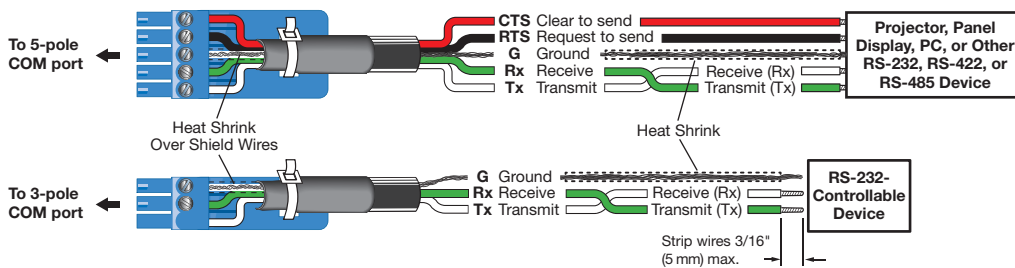 To 5-pole
COM port
CTS Clear to send
RTS Request to send
G Ground
Rx Receive
Receive (Rx)
Tx Transmit
Transmit (Tx)
Projector, Panel
Display, PC, or Other
RS-232, RS-422, or
RS-485 Device
Heat Shrink
Over Shield Wires
Heat Shrink
To 3-pole
COM port
G Ground
Rx Receive
Receive (Rx)
Tx Transmit
Transmit (Tx)
RS-232-
Controllable
Device
Strip wires 3/16"
(5 mm) max.